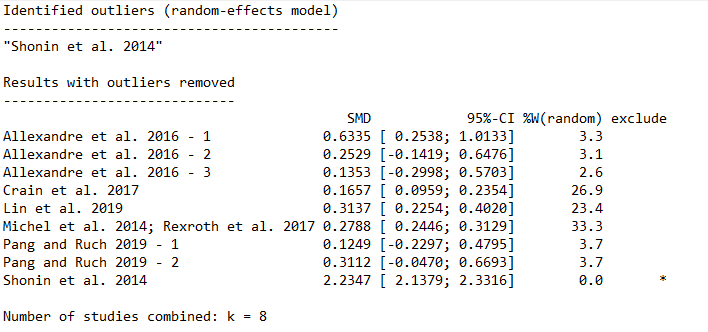 Identified outliers (random-effects model)
------------------------------------------
"Shonin et al. 2014"
Results with outliers removed
-----------------------------
SMD 95%-CI %W(random) exclude
Allexandre et al. 2016 - 1 0.6335 [ 0.2538; 1.0133] 3.3
Allexandre et al. 2016 - 2 0.2529 [-0.1419; 0.6476] 3.1
Allexandre et al. 2016 - 3 0.1353 [-0.2998; 0.5703] 2.6
Crain et al. 2017 0.1657 [ 0.0959; 0.2354] 26.9
Lin et al. 2019 0.3137 [ 0.2254; 0.4020] 23.4
Michel et al. 2014; Rexroth et al. 2017 0.2788 [ 0.2446; 0.3129] 33.3
Pang and Ruch 2019 - 1 0.1249 [-0.2297; 0.4795] 3.7
Pang and Ruch 2019 - 2 0.3112 [-0.0470; 0.6693] 3.7
Shonin et al. 2014 2.2347 [ 2.1379; 2.3316] 0.0 *
Number of studies combined: k = 8